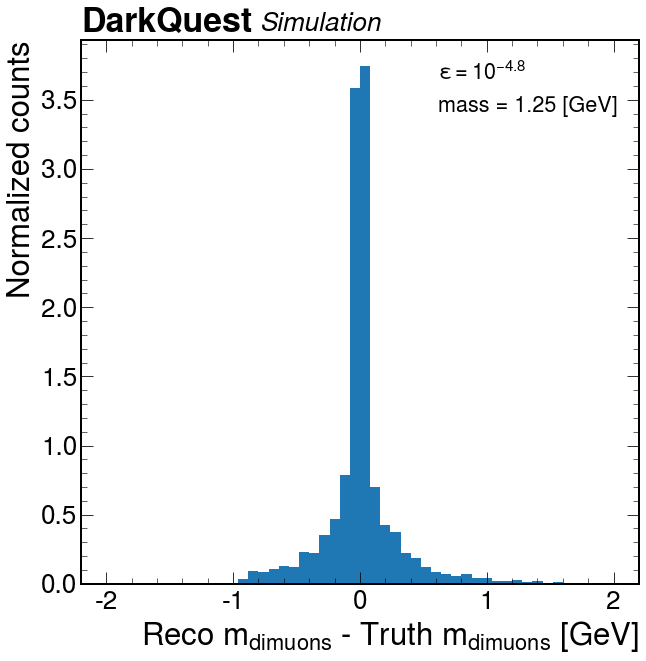 DarkQuest Simulation
ε = 10^−4.8
mass = 1.25 [GeV]
Normalized counts
3.5
3.0
2.5
2.0
1.5
1.0
0.5
0.0
-2 -1 0 1 2
Reco m_dimuons - Truth m_dimuons [GeV]